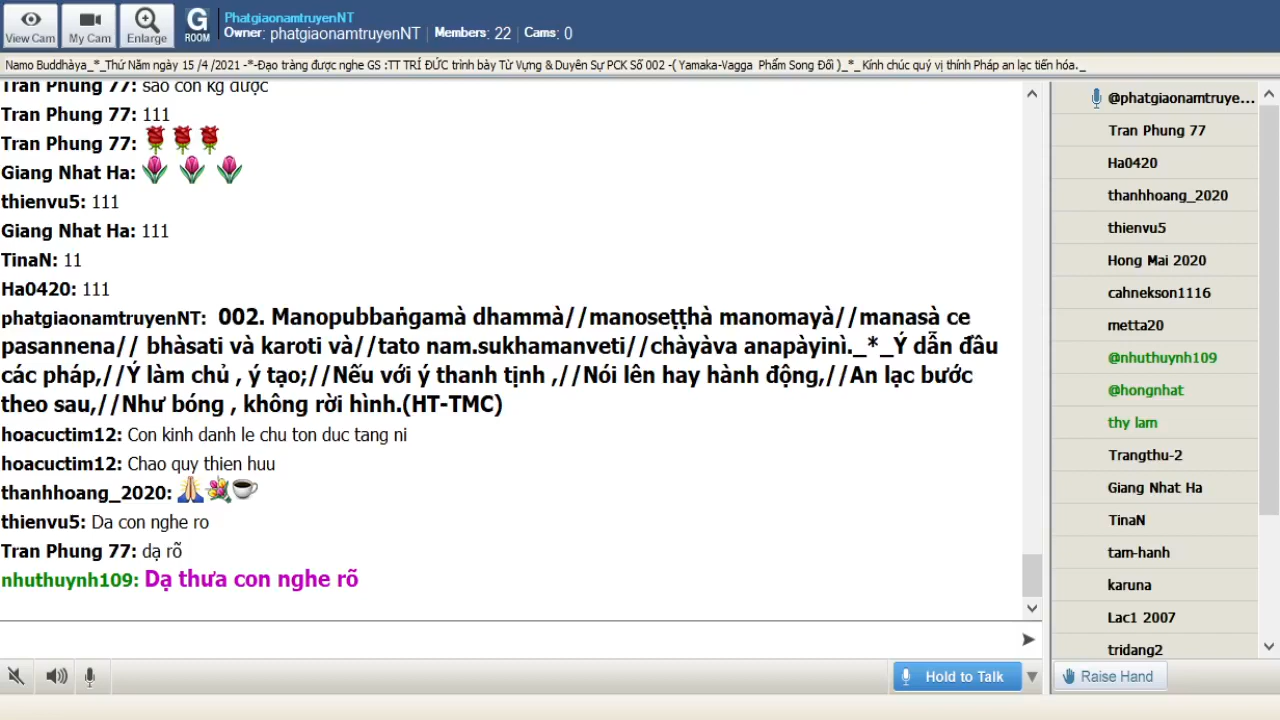 View Cam
My Cam
Enlarge
G
ROOM
PhatgiaonamtruyenNT
Owner: phatgiaonamtruyenNT | Members: 22 | Cams: 0
Namo Buddhàya_*_Thứ Năm ngày 15 /4 /2021 -*-Đạo tràng được nghe GS :TT TRÍ ĐỨC trình bày Từ Vựng & Duyên Sự PCK Số 002 -( Yamaka-Vagga Phẩm Song Đối )_*_ Kính chúc quý vị thính Pháp an lạc tiến hóa._
Tran Phung 77: sao con kg được
Tran Phung 77: 111
Tran Phung 77:
Giang Nhat Ha:
thienvu5: 111
Giang Nhat Ha: 111
TinaN: 11
Ha0420: 111
phatgiaonamtruyenNT: 002. Manopubbaṅgamà dhammà//manoseṭṭhà manomayà//manasà ce
pasannena// bhàsati và karoti và//tato nam.sukhamanveti//chàyàva anapàyinì._*_Ý dẫn đầu
các pháp,//Ý làm chủ , ý tạo;//Nếu với ý thanh tịnh ,//Nói lên hay hành động,//An lạc bước
theo sau,//Như bóng , không rời hình.(HT-TMC)
hoacuctim12: Con kinh danh le chu ton duc tang ni
hoacuctim12: Chao quy thien huu
thanhhoang_2020:
thienvu5: Da con nghe ro
Tran Phung 77: dạ rõ
nhuthuynh109: Dạ thưa con nghe rõ
Hold to Talk
@phatgiaonamtruye...
Tran Phung 77
Ha0420
thanhhoang_2020
thienvu5
Hong Mai 2020
cahnekson1116
metta20
@nhuthuynh109
@hongnhat
thy lam
Trangthu-2
Giang Nhat Ha
TinaN
tam-hanh
karuna
Lac1 2007
tridang2
Raise Hand